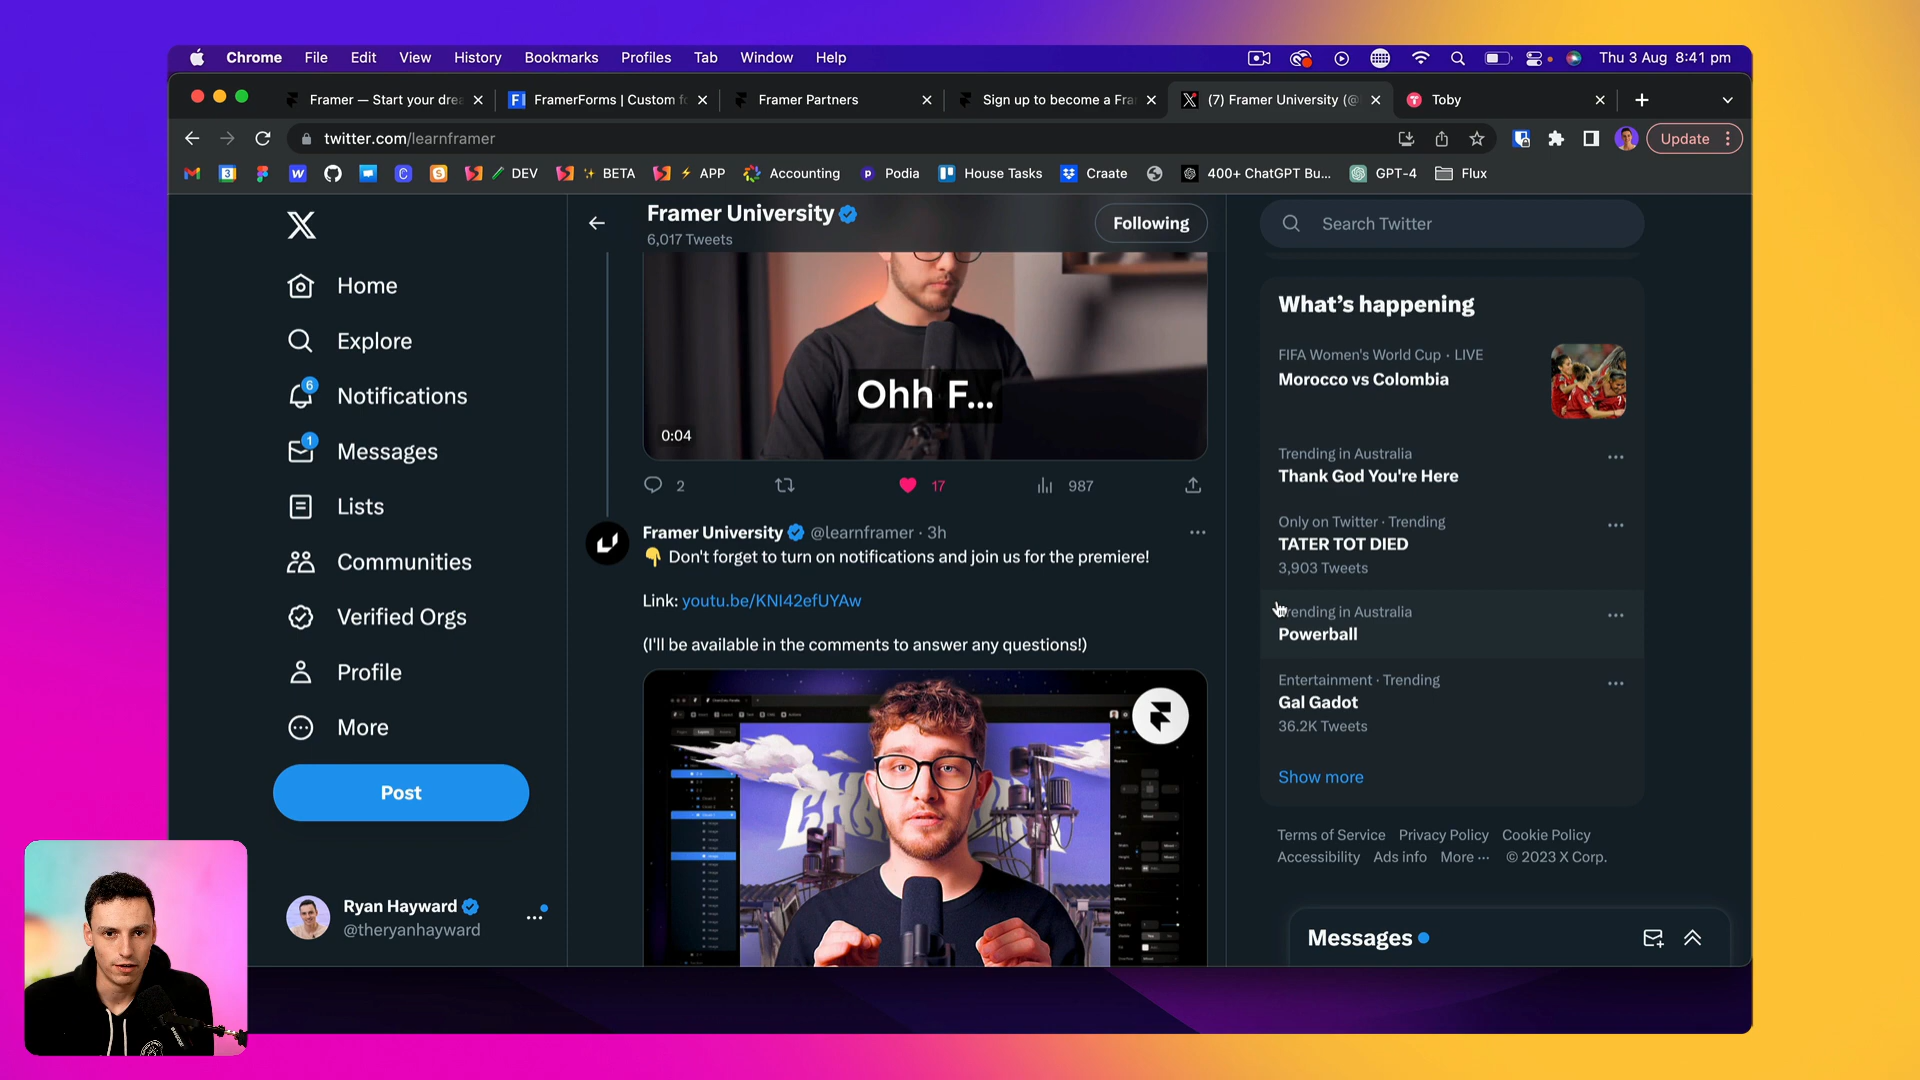 Chrome File Edit View History Bookmarks Profiles Tab Window Help
Thu 3 Aug 8:41 pm
Framer — Start your drea
FramerForms | Custom fo
Framer Partners
Sign up to become a Fra
(7) Framer University (@l
Toby
twitter.com/learnframer
Update
DEV
BETA
APP
Accounting
Podia
House Tasks
Craate
400+ ChatGPT Bu...
GPT-4
Flux
Home
Explore
6
Notifications
1
Messages
Lists
Communities
Verified Orgs
Profile
More
Post
Ryan Hayward
@theryanhayward
Framer University
6,017 Tweets
Following
Ohh F...
0:04
2
17
987
Framer University @learnframer · 3h
👇 Don't forget to turn on notifications and join us for the premiere!
Link: youtu.be/KNI42efUYAw
(I'll be available in the comments to answer any questions!)
Search Twitter
What's happening
FIFA Women's World Cup · LIVE
Morocco vs Colombia
Trending in Australia
Thank God You're Here
Only on Twitter · Trending
TATER TOT DIED
3,903 Tweets
Trending in Australia
Powerball
Entertainment · Trending
Gal Gadot
36.2K Tweets
Show more
Terms of Service Privacy Policy Cookie Policy
Accessibility Ads info More ··· © 2023 X Corp.
Messages